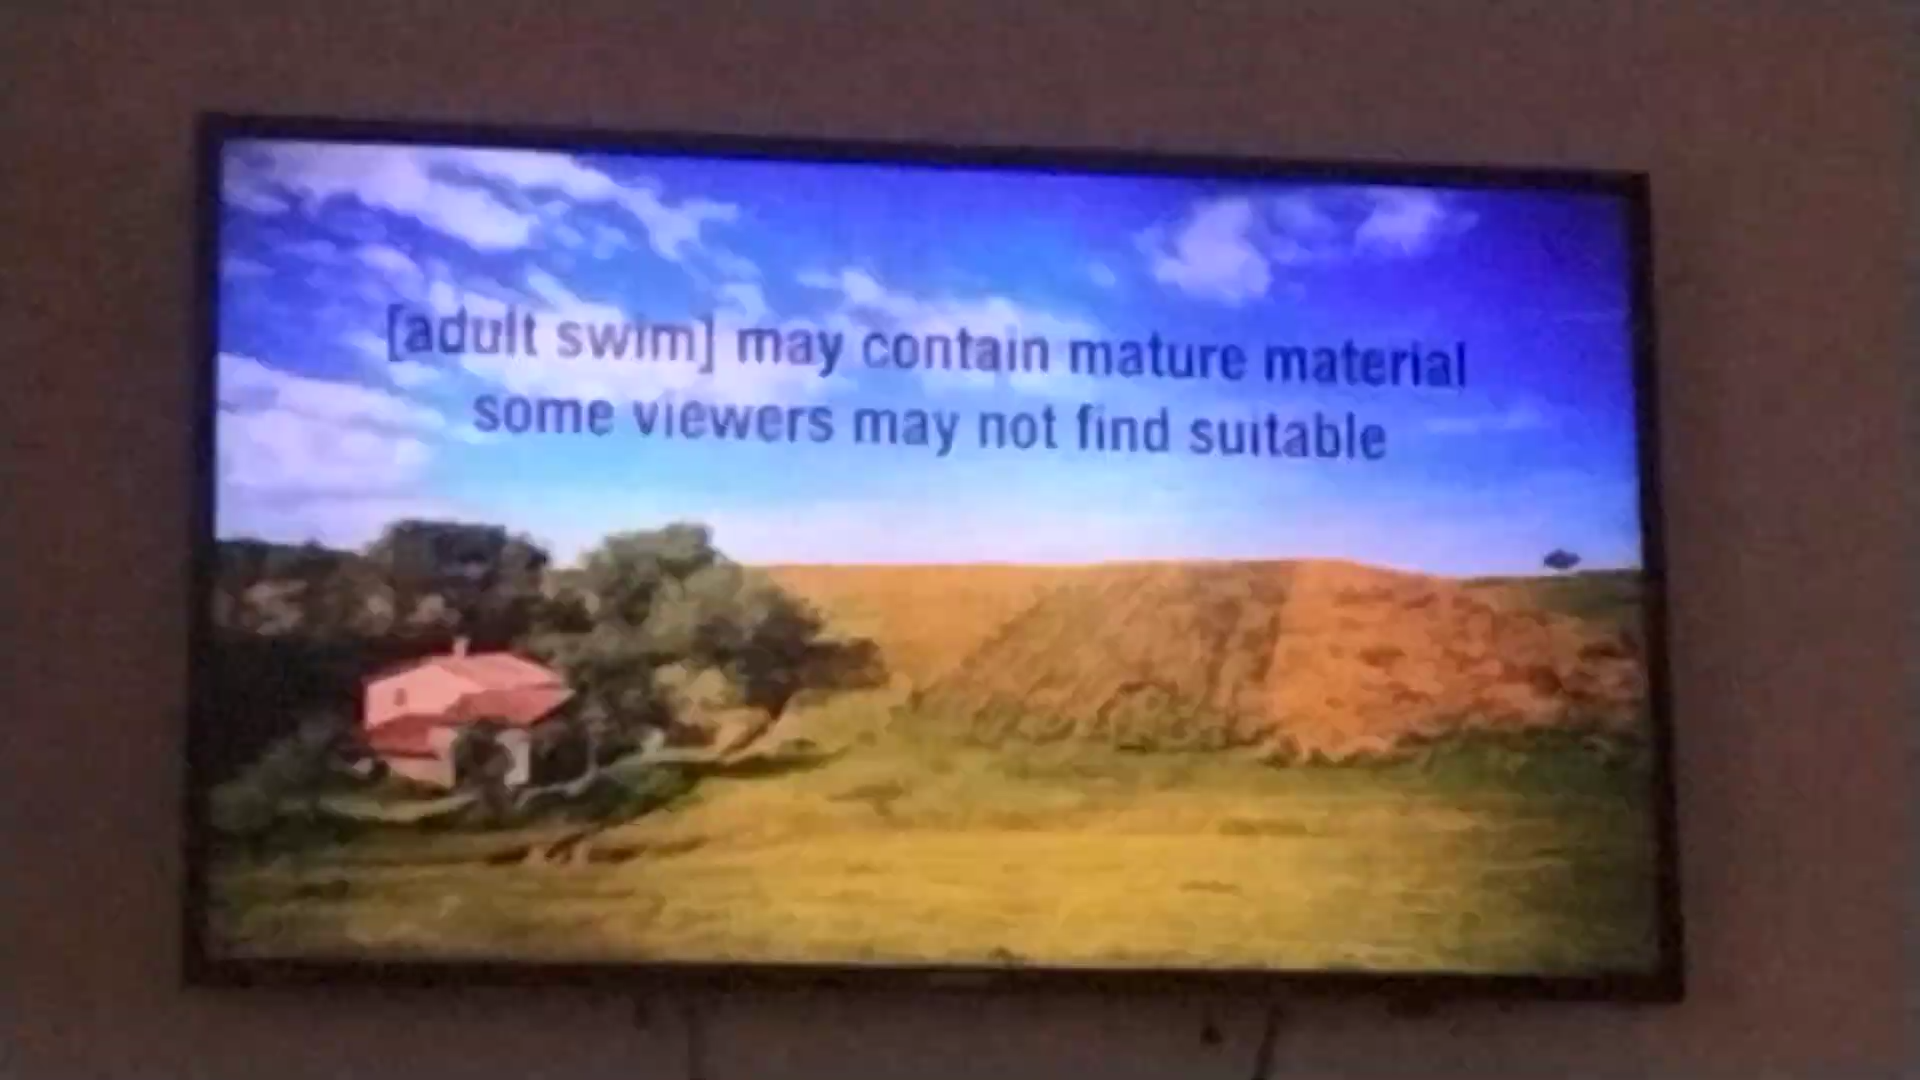 [adult swim] may contain mature material
some viewers may not find suitable